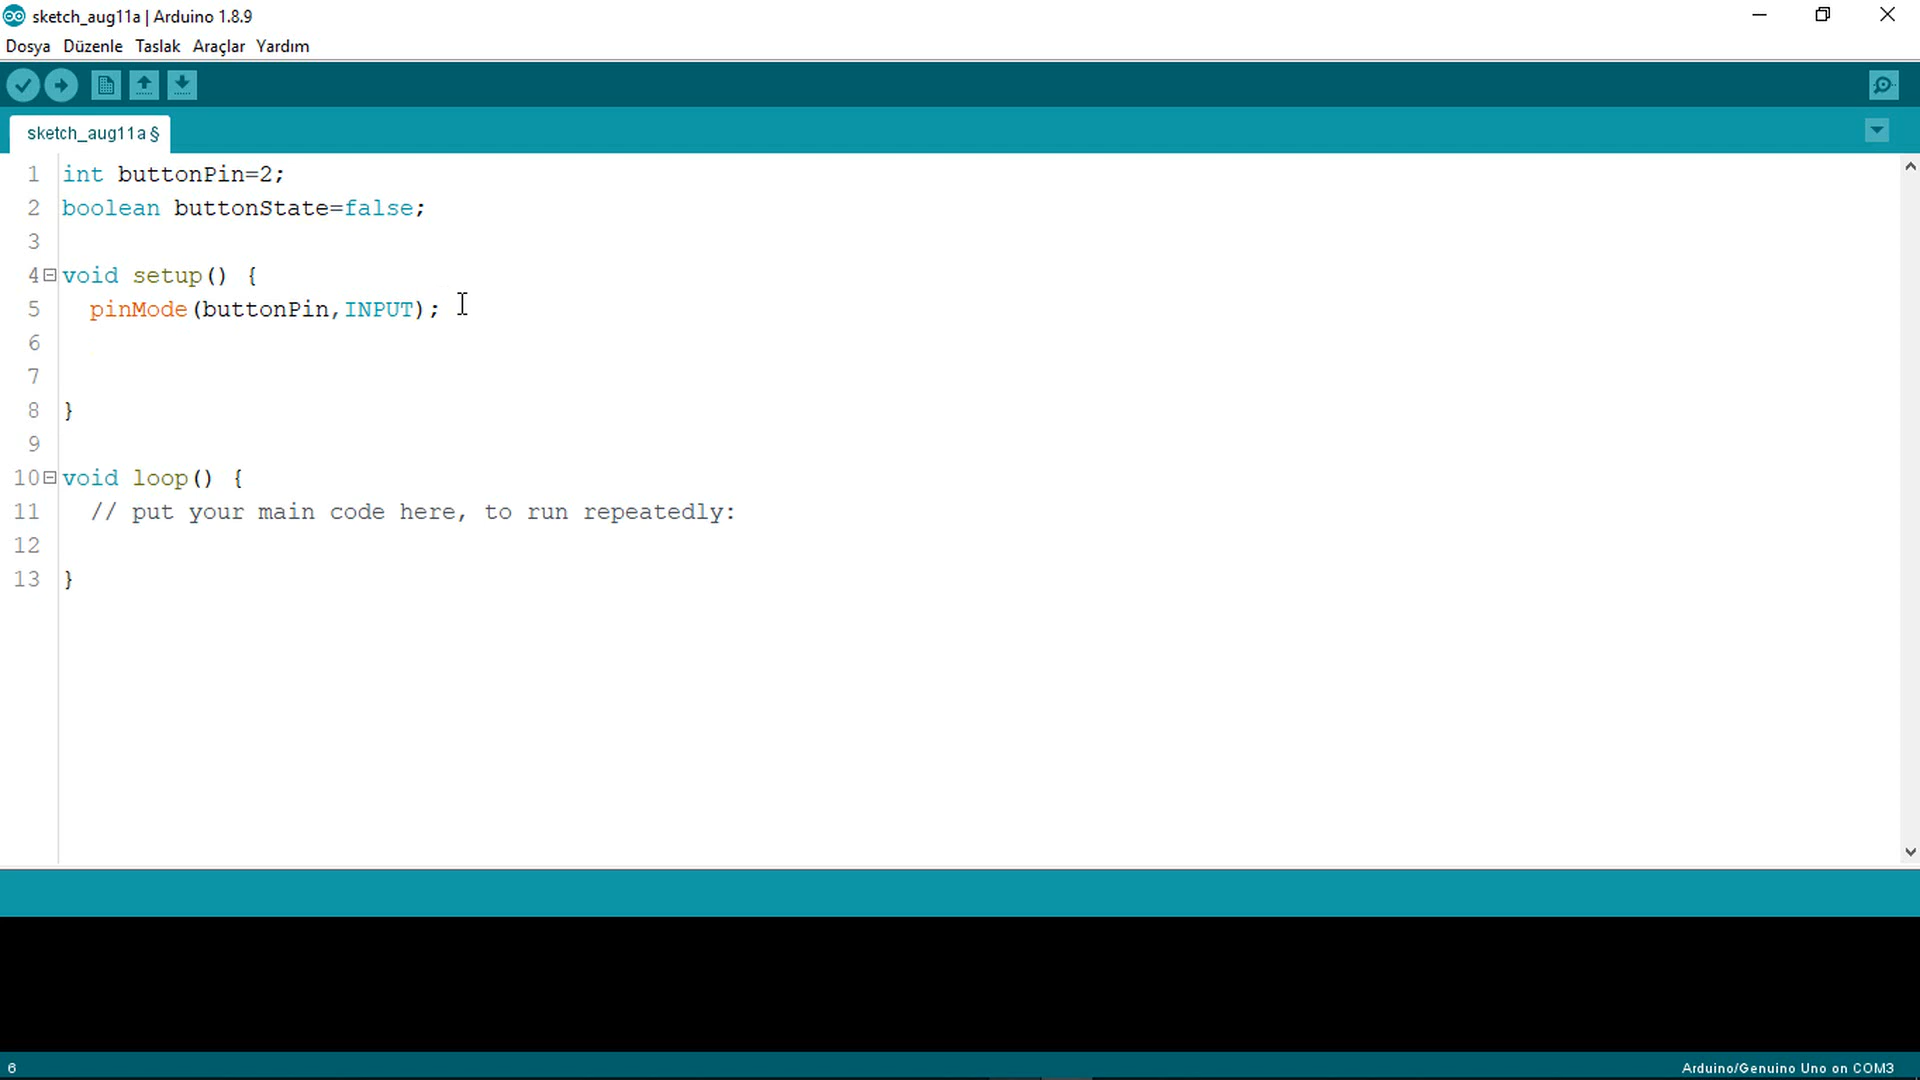 sketch_aug11a | Arduino 1.8.9
Dosya Düzenle Taslak Araçlar Yardım
sketch_aug11a §
1 int buttonPin=2;
2 boolean buttonState=false;
3
4 void setup() {
5 pinMode(buttonPin,INPUT);
6
7
8 }
9
10 void loop() {
11 // put your main code here, to run repeatedly:
12
13 }
6 Arduino/Genuino Uno on COM3